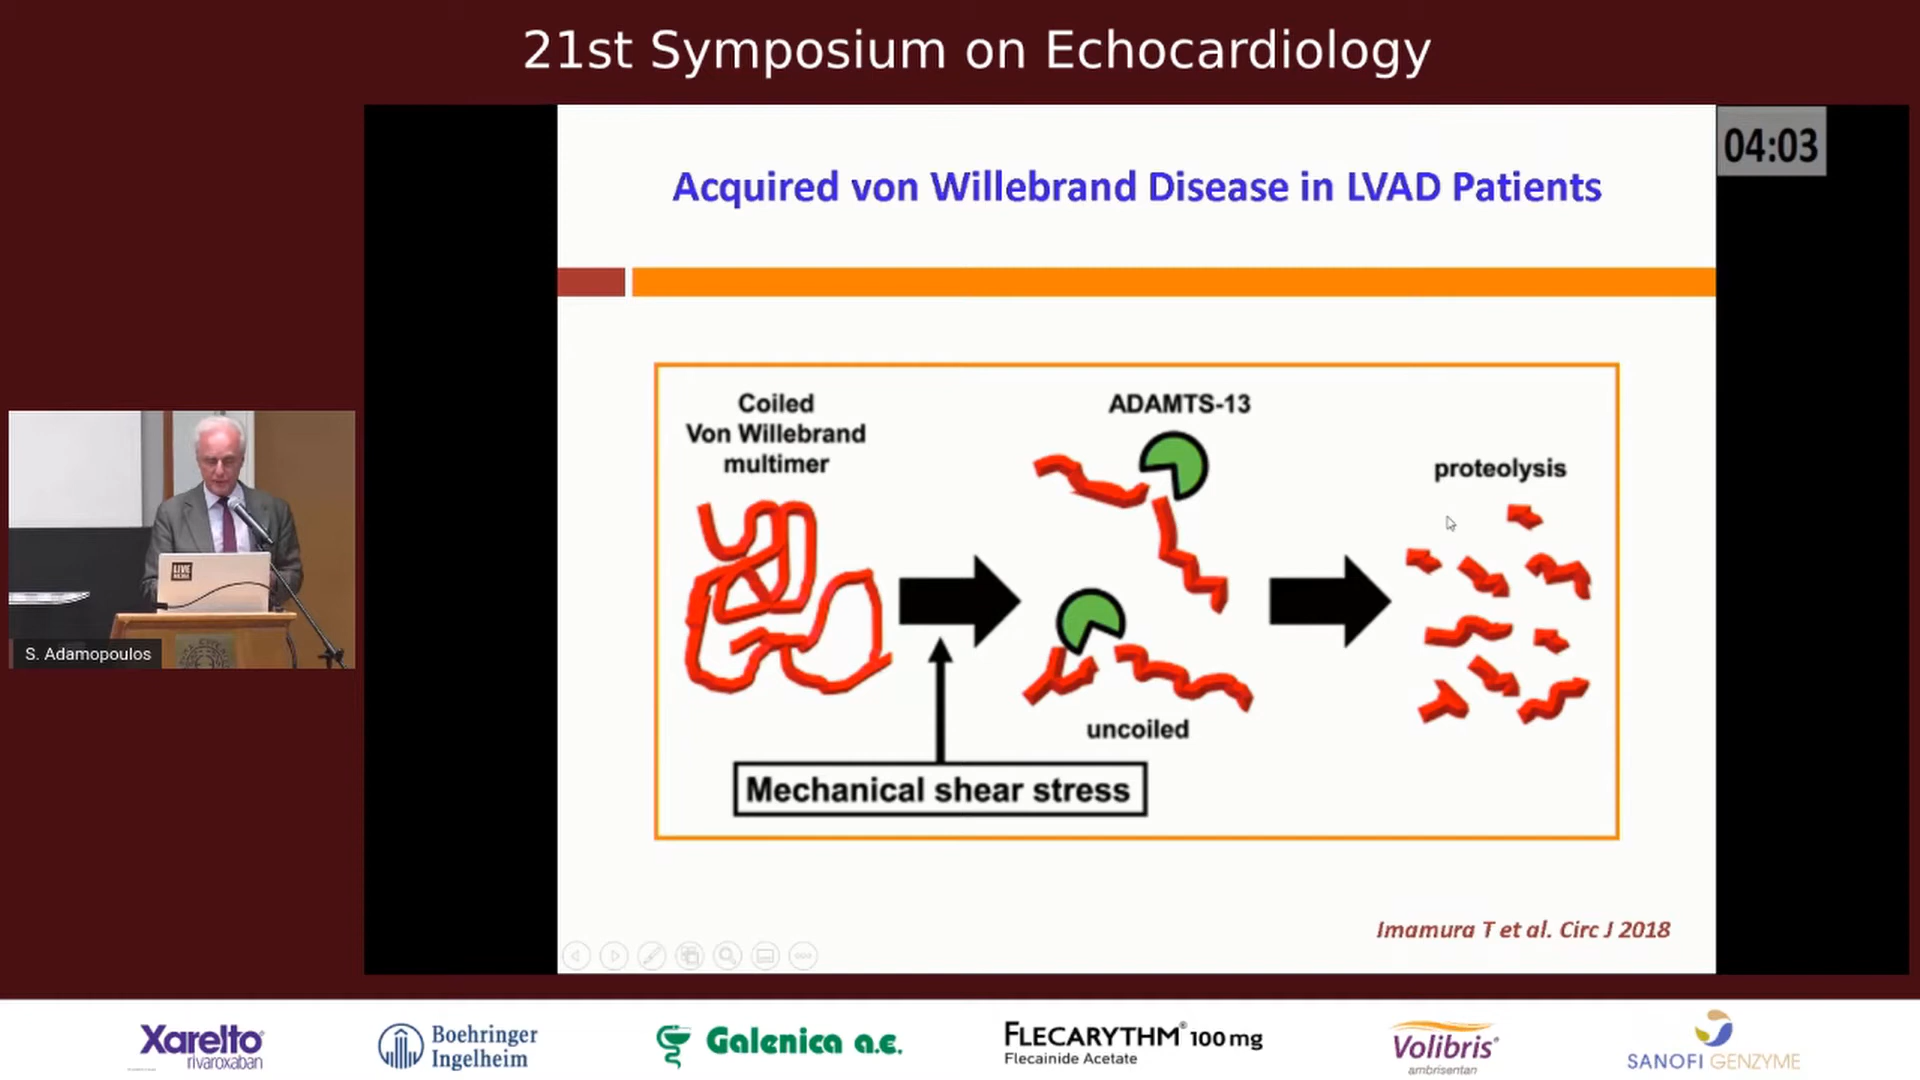 21st Symposium on Echocardiology
04:03
Acquired von Willebrand Disease in LVAD Patients
Coiled
Von Willebrand
multimer
ADAMTS-13
proteolysis
uncoiled
Mechanical shear stress
Imamura T et al. Circ J 2018
LIVE
S. Adamopoulos
Xarelto®
rivaroxaban
Boehringer
Ingelheim
Galenica a.e.
FLECARYTHM® 100 mg
Flecainide Acetate
Volibris®
ambrisentan
SANOFI GENZYME